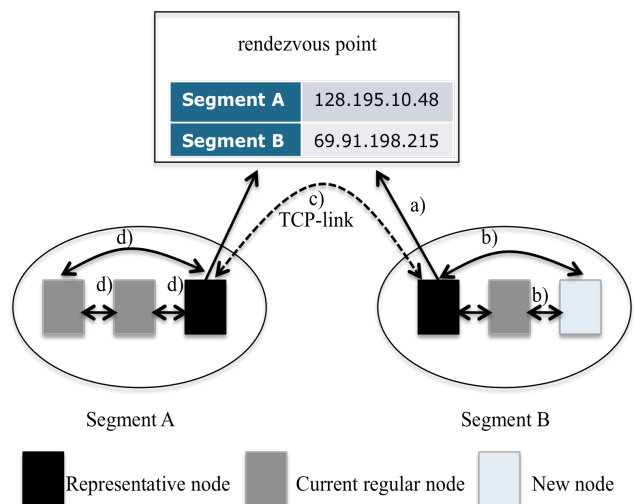 rendezvous point
Segment A 128.195.10.48
Segment B 69.91.198.215
c)
TCP-link
a)
d)
b)
d) d)
b)
Segment A Segment B
Representative node Current regular node New node